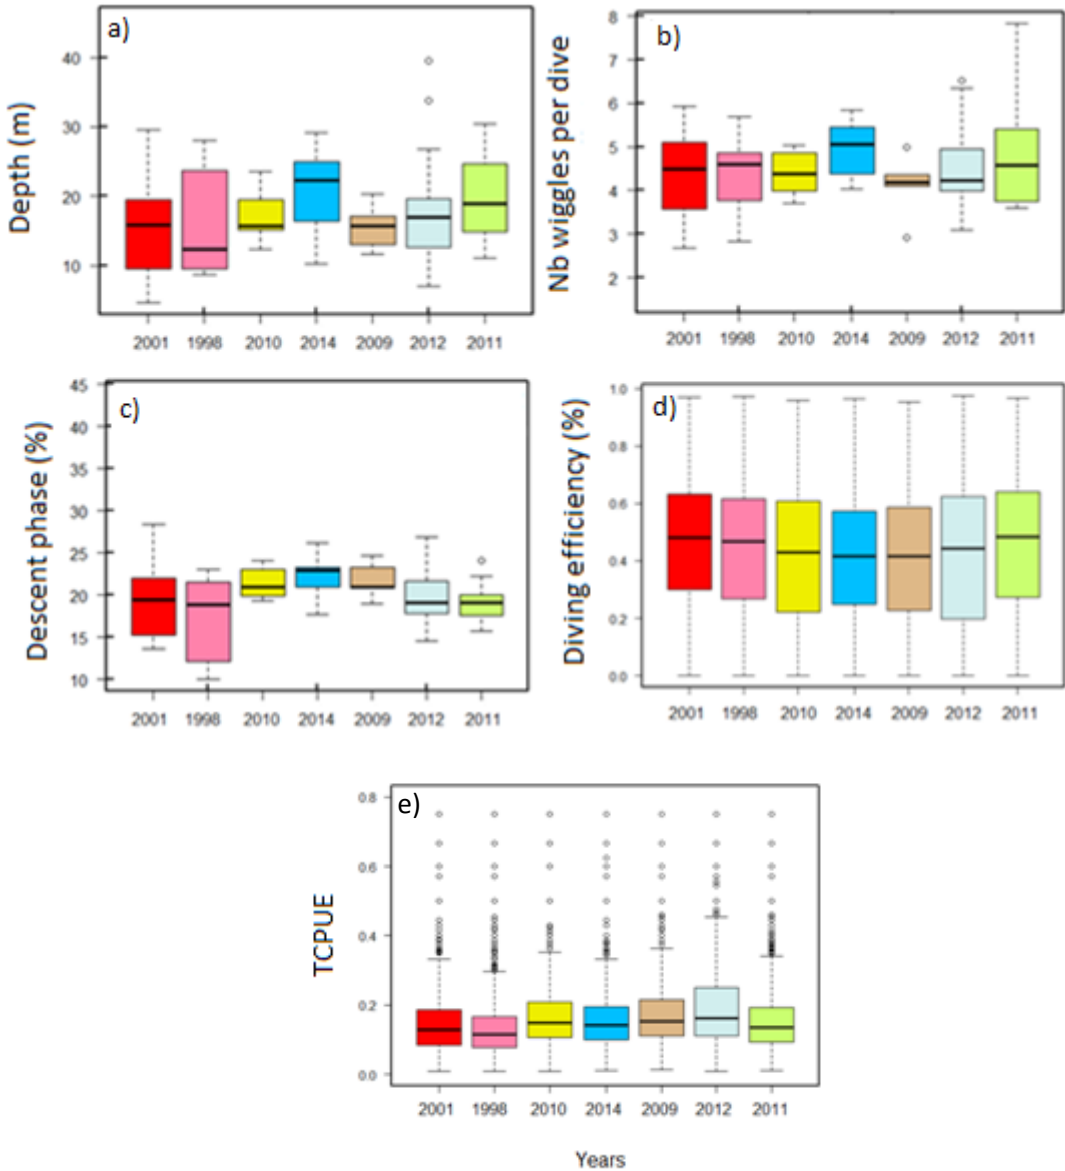 a)
Depth (m)
40
30
20
10
2001 1998 2010 2014 2009 2012 2011
b)
Nb wiggles per dive
8
7
6
5
4
3
2
2001 1998 2010 2014 2009 2012 2011
c)
Descent phase (%)
45
40
35
30
25
20
15
10
2001 1998 2010 2014 2009 2012 2011
d)
Diving efficiency (%)
1.0
0.8
0.6
0.4
0.2
0.0
2001 1998 2010 2014 2009 2012 2011
e)
TCPUE
0.8
0.6
0.4
0.2
0.0
2001 1998 2010 2014 2009 2012 2011
Years